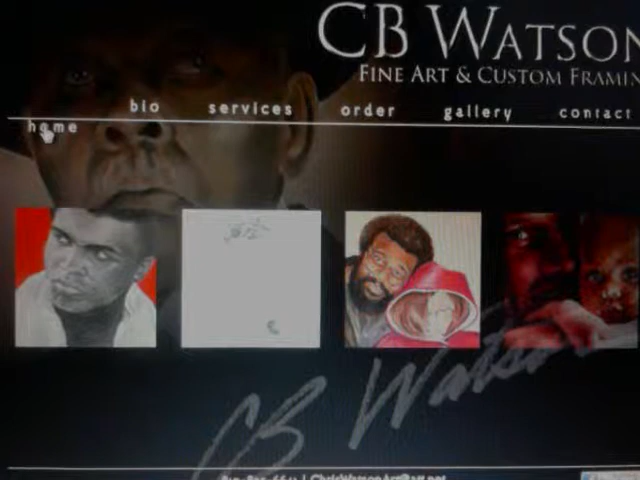 CB WATSON
FINE ART & CUSTOM FRAMIN
bio services order gallery contact
home
CB Watson